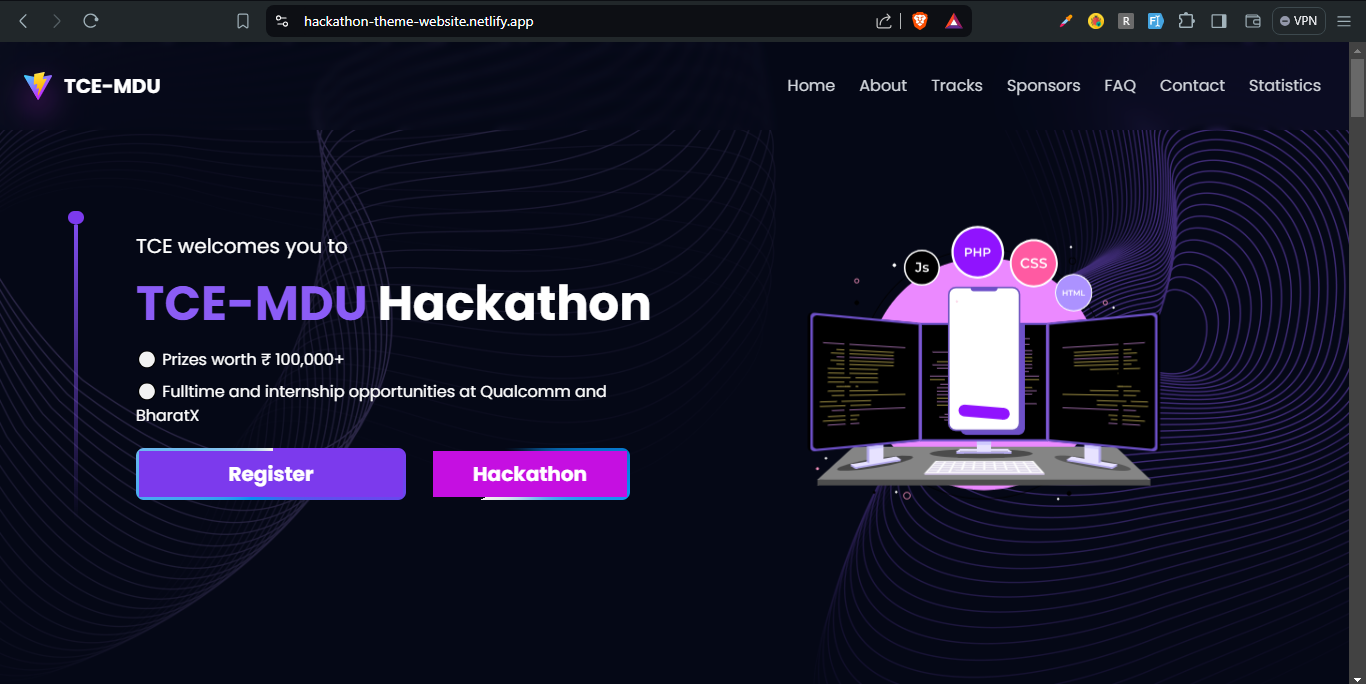 hackathon-theme-website.netlify.app
R
VPN
TCE-MDU
Home About Tracks Sponsors FAQ Contact Statistics
TCE welcomes you to
TCE-MDU Hackathon
Prizes worth ₹ 100,000+
Fulltime and internship opportunities at Qualcomm and
BharatX
Register Hackathon
Js
PHP
CSS
HTML